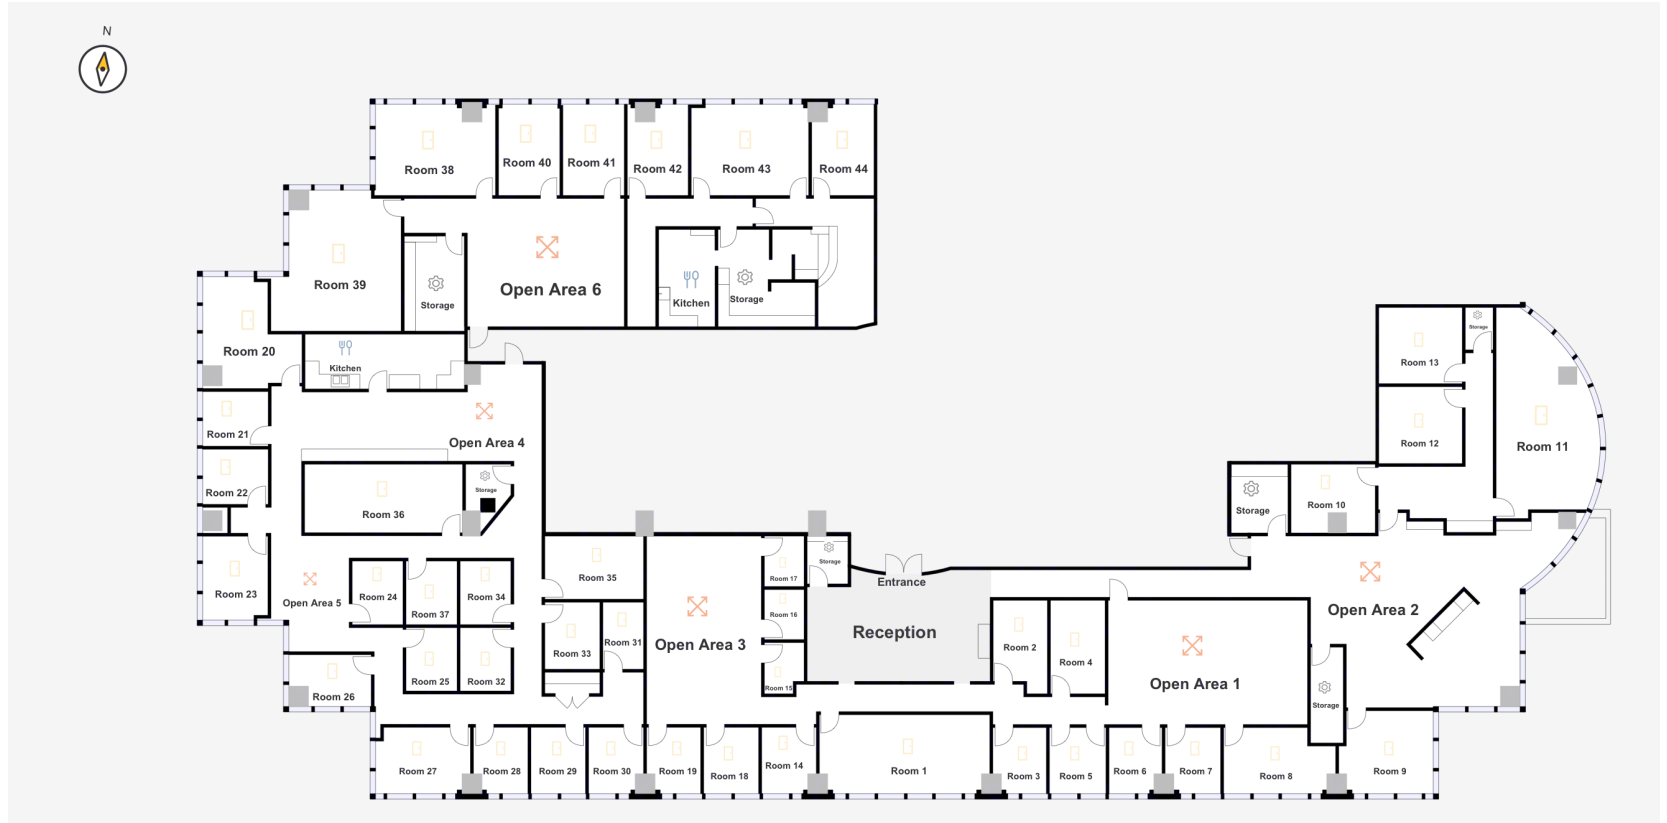 N
Room 38
Room 40
Room 41
Room 42
Room 43
Room 44
Room 39
Open Area 6
Storage
Kitchen
Storage
Room 20
Kitchen
Room 21
Open Area 4
Room 22
Storage
Room 36
Room 13
Storage
Room 12
Room 11
Room 10
Storage
Room 23
Open Area 5
Room 24
Room 37
Room 34
Room 35
Room 17
Storage
Entrance
Room 16
Open Area 2
Room 33
Room 31
Open Area 3
Reception
Room 2
Room 4
Room 25
Room 32
Room 15
Open Area 1
Room 26
Storage
Room 27
Room 28
Room 29
Room 30
Room 19
Room 18
Room 14
Room 1
Room 3
Room 5
Room 6
Room 7
Room 8
Room 9